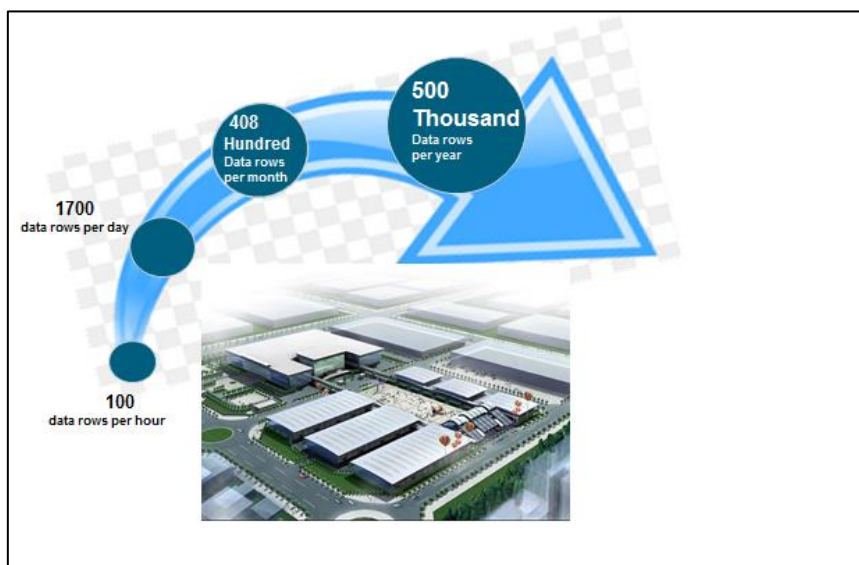 500
Thousand
Data rows
per year
408
Hundred
Data rows
per month
1700
data rows per day
100
data rows per hour